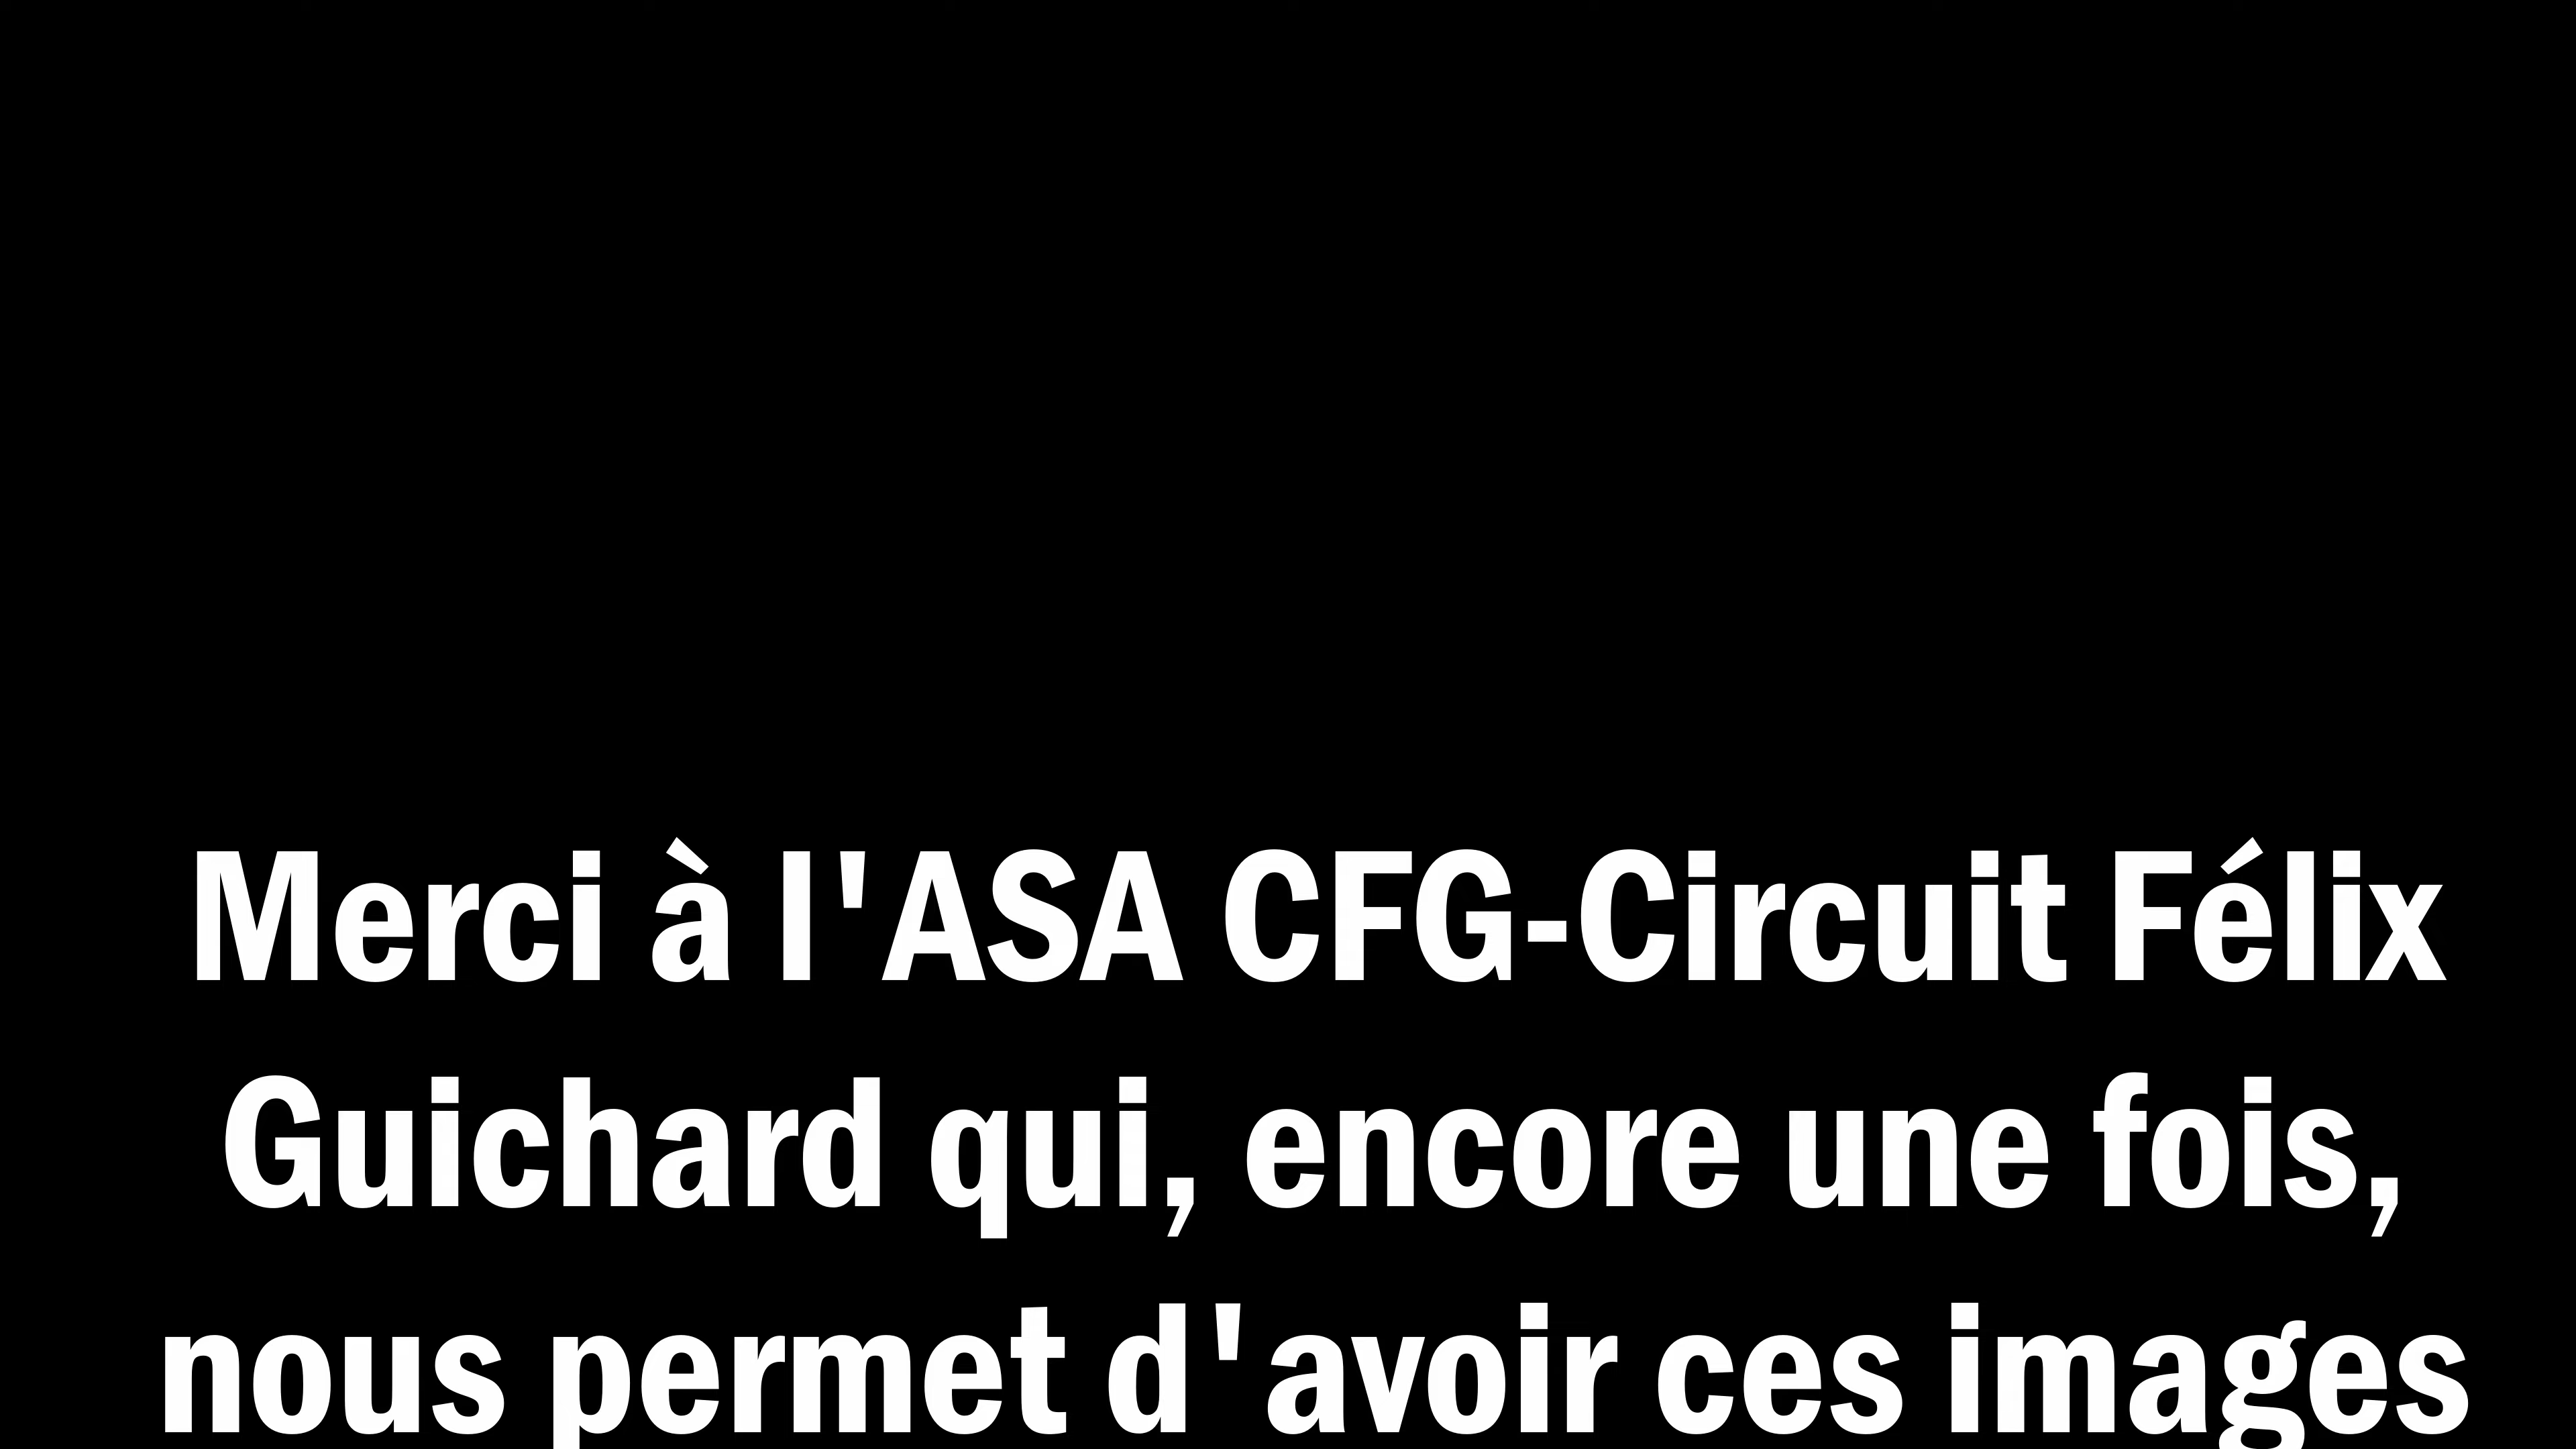 Merci à l'ASA CFG-Circuit Félix
Guichard qui, encore une fois,
nous permet d'avoir ces images